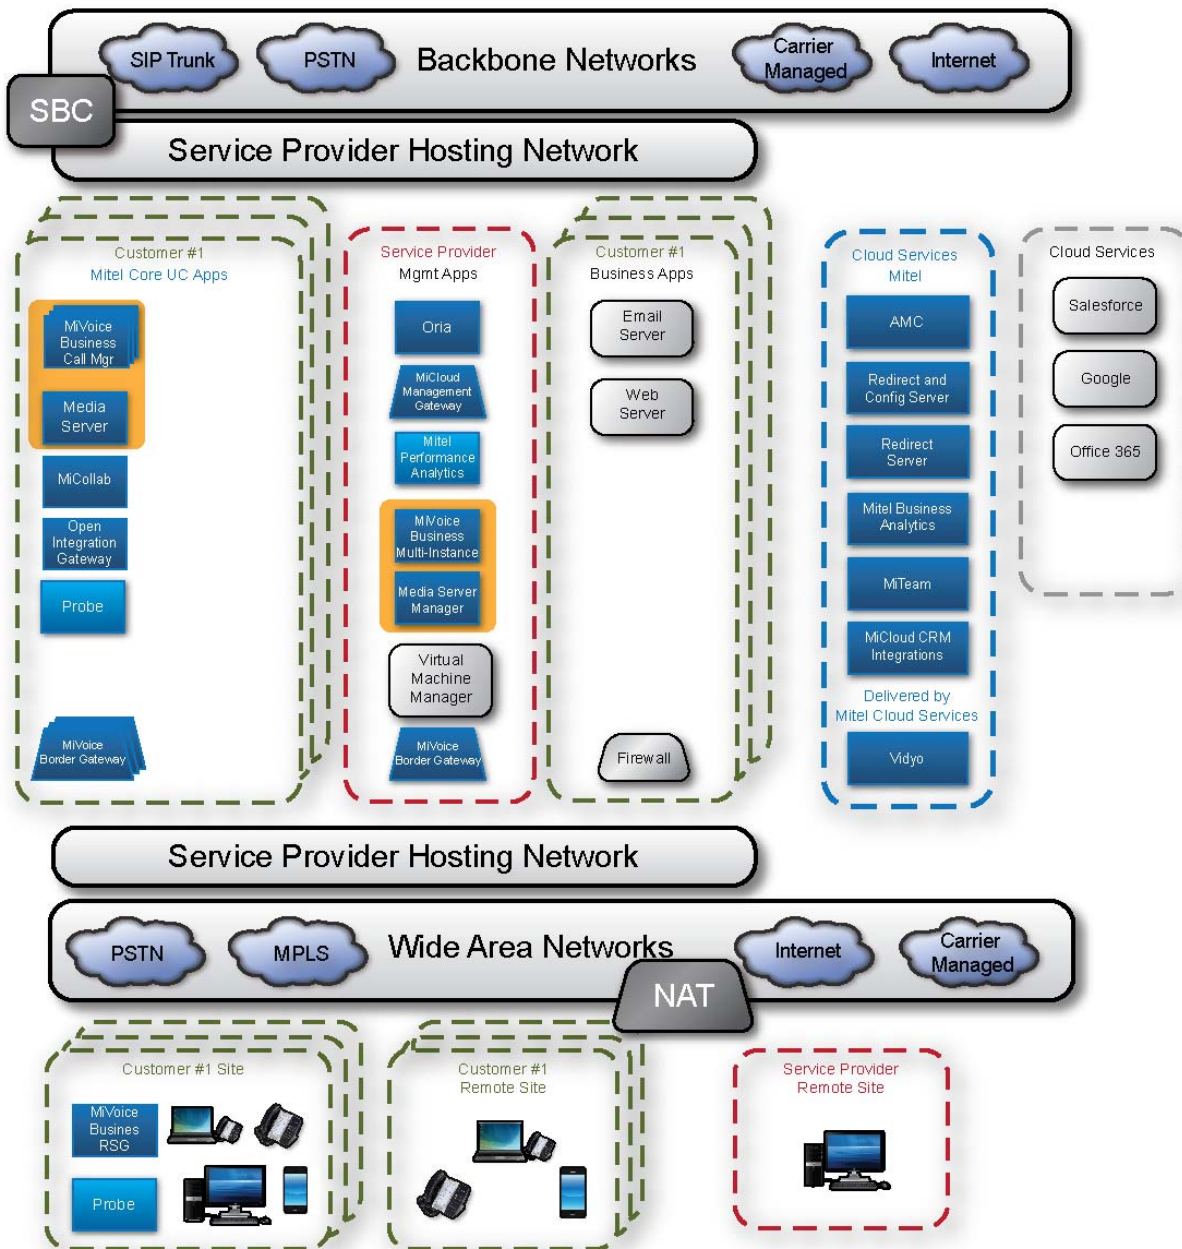 SIP Trunk
PSTN
Backbone Networks
Carrier
Managed
Internet
SBC
Service Provider Hosting Network
Customer #1
Mitel Core UC Apps
MiVoice
Business
Call Mgr
Media
Server
MiCollab
Open
Integration
Gateway
Probe
MiVoice
Border Gateway
Service Provider
Mgmt Apps
Oria
MiCloud
Management
Gateway
Mitel
Performance
Analytics
MiVoice
Business
Multi-Instance
Media Server
Manager
Virtual
Machine
Manager
MiVoice
Border Gateway
Customer #1
Business Apps
Email
Server
Web
Server
Firewall
Cloud Services
Mitel
AMC
Redirect and
Config Server
Redirect
Server
Mitel Business
Analytics
MiTeam
MiCloud CRM
Integrations
Delivered by
Mitel Cloud Services
Vidyo
Cloud Services
Salesforce
Google
Office 365
Service Provider Hosting Network
PSTN
MPLS
Wide Area Networks
Internet
Carrier
Managed
NAT
Customer #1 Site
MiVoice
Busines
RSG
Probe
Customer #1
Remote Site
Service Provider
Remote Site